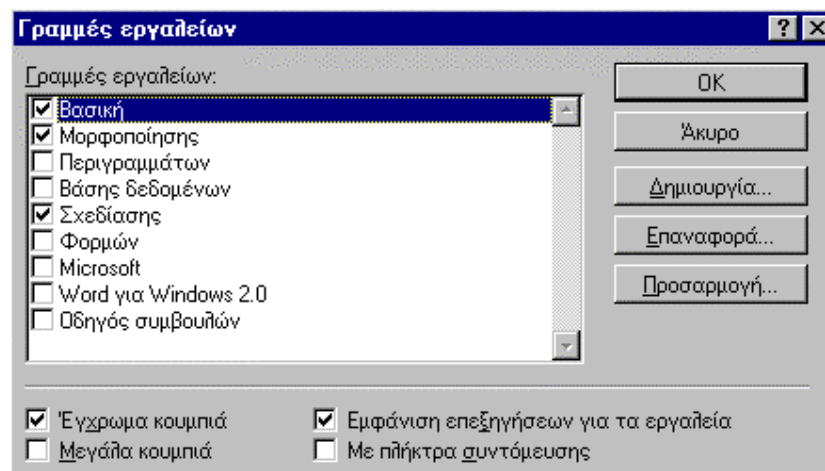 Γραμμές εργαλείων
Γραμμές εργαλείων:
Βασική
Μορφοποίησης
Περιγραμμάτων
Βάσης δεδομένων
Σχεδίασης
Φορμών
Microsoft
Word για Windows 2.0
Οδηγός συμβουλών
OK
Άκυρο
Δημιουργία...
Επαναφορά...
Προσαρμογή...
Έγχρωμα κουμπιά
Εμφάνιση επεξηγήσεων για τα εργαλεία
Μεγάλα κουμπιά
Με πλήκτρα συντόμευσης